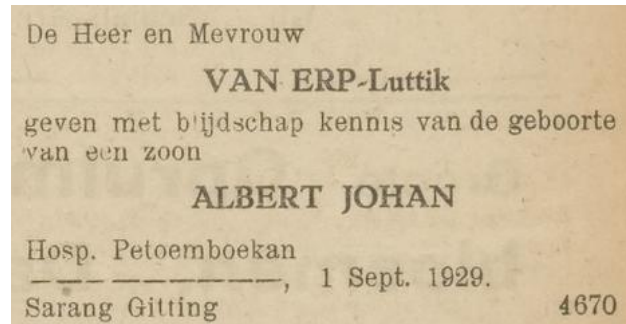 De Heer en Mevrouw
VAN ERP-Luttik
geven met blijdschap kennis van de geboorte
van een zoon
ALBERT JOHAN
Hosp. Petoemboekan
— — — — — — — —, 1 Sept. 1929.
Sarang Gitting 4670